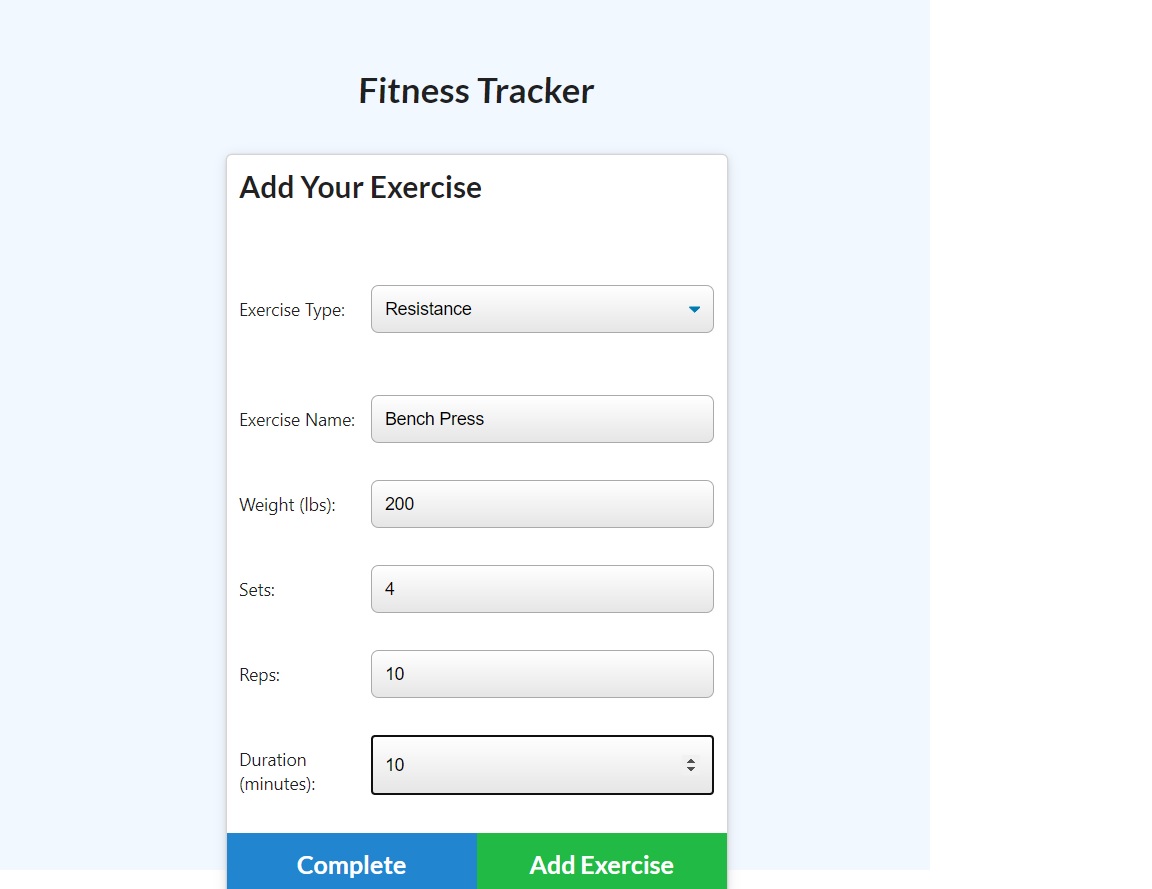 Fitness Tracker
Add Your Exercise
Exercise Type: Resistance
Exercise Name: Bench Press
Weight (lbs): 200
Sets: 4
Reps: 10
Duration
(minutes): 10
Complete Add Exercise